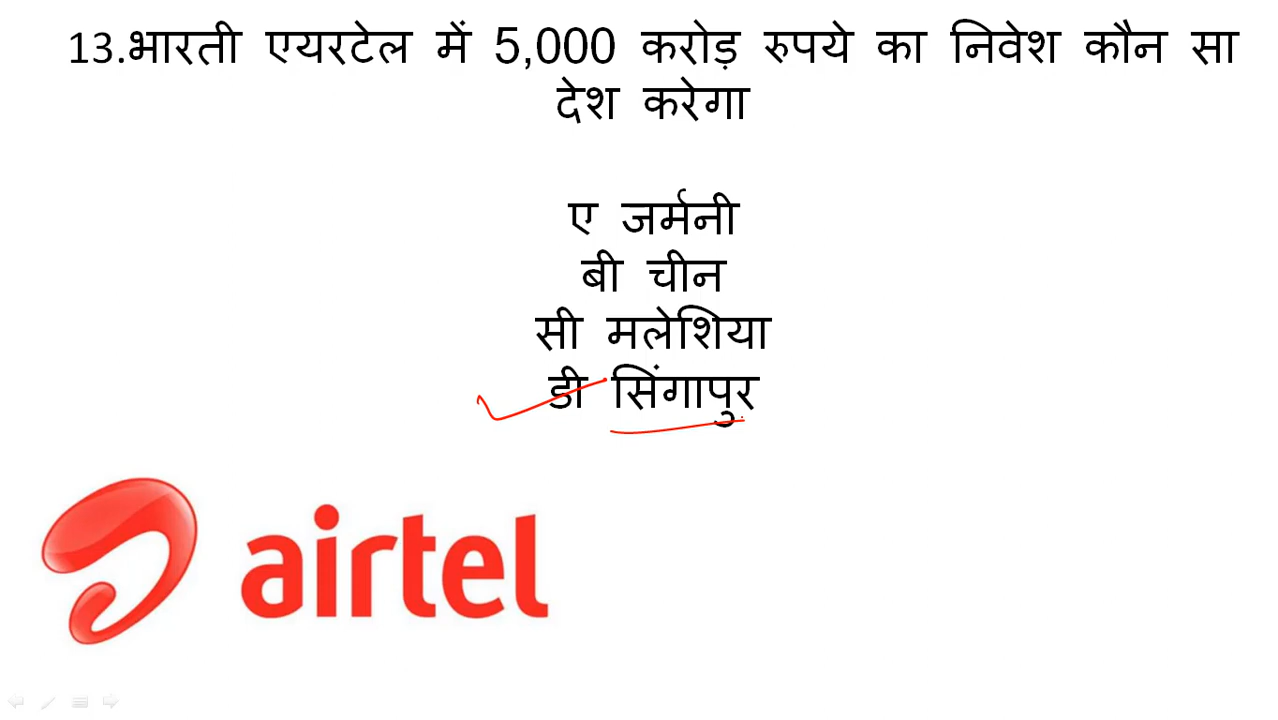 13.भारती एयरटेल में 5,000 करोड़ रुपये का निवेश कौन सा
देश करेगा
ए जर्मनी
बी चीन
सी मलेशिया
डी सिंगापुर
airtel